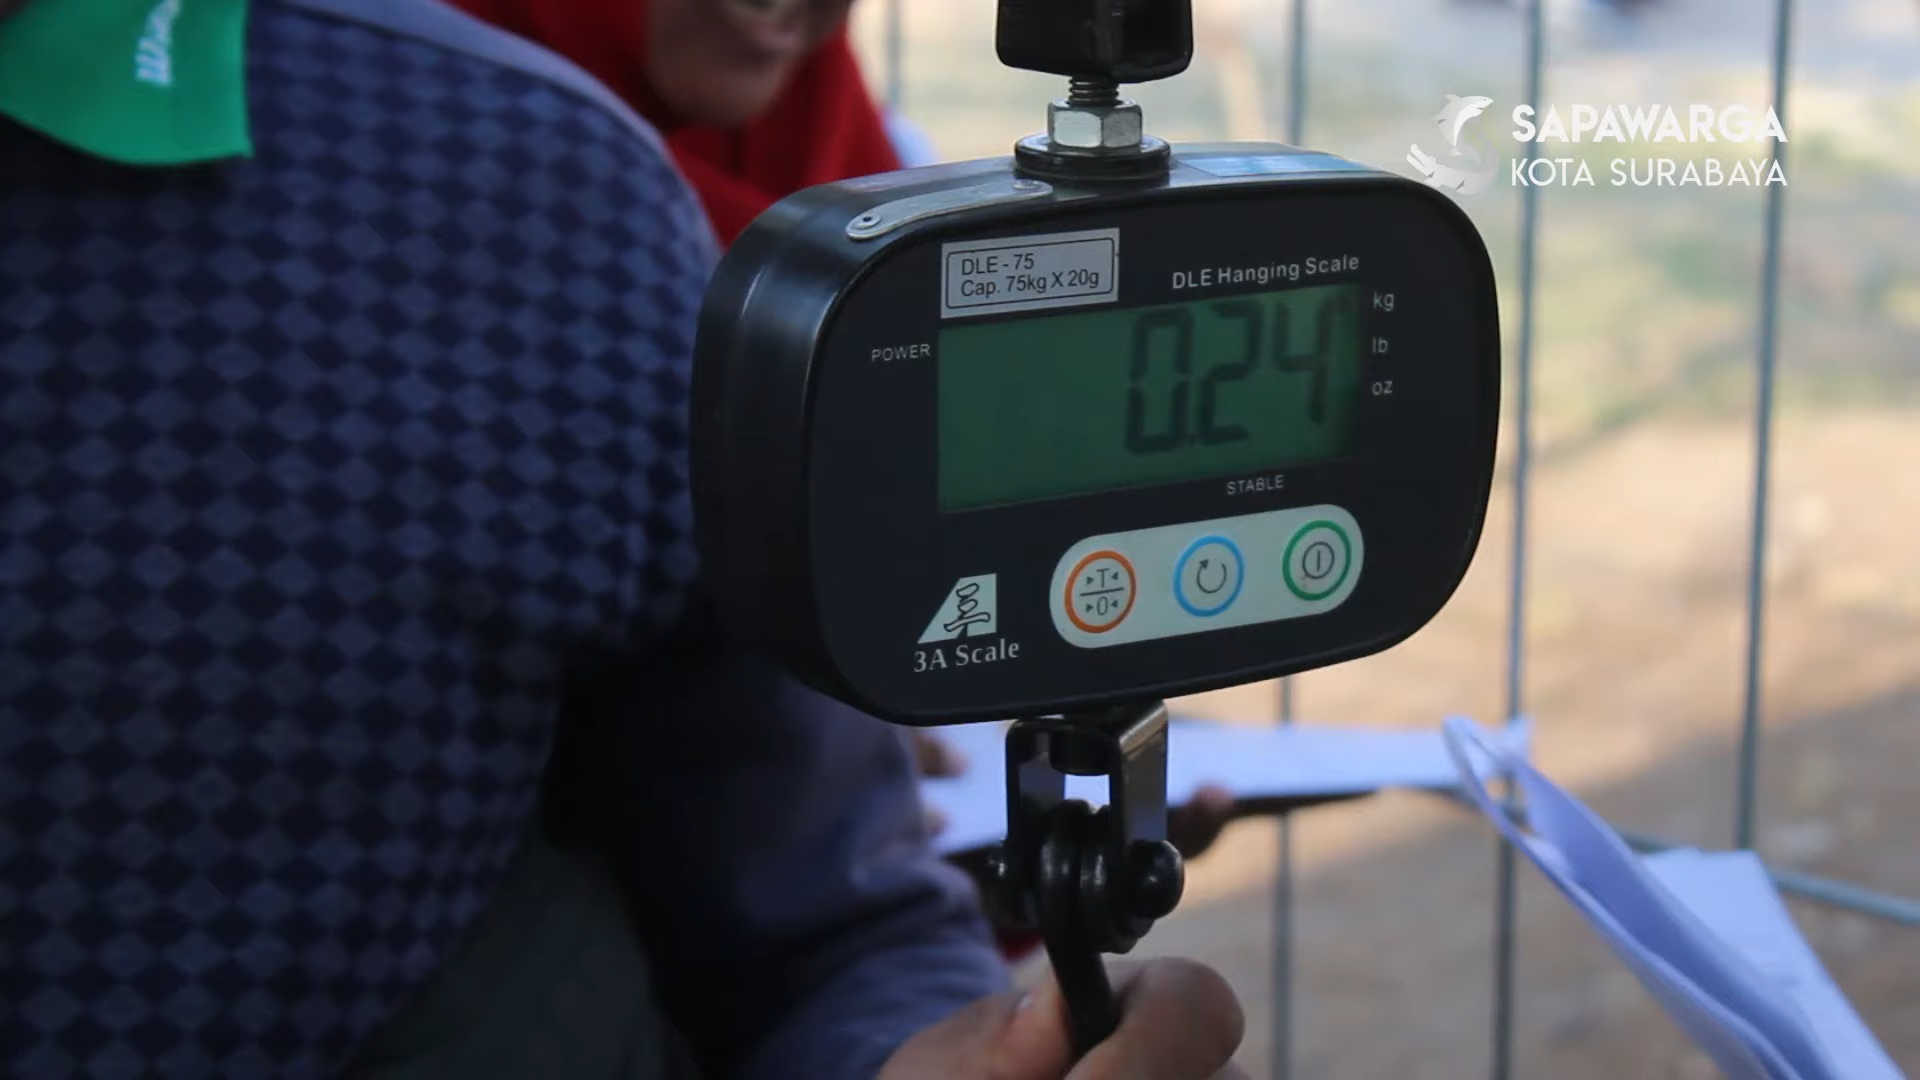 SAPAWARGA
KOTA SURABAYA
DLE - 75
Cap. 75kg X 20g
DLE Hanging Scale
POWER
0.24
kg
lb
oz
STABLE
T
0
3A Scale